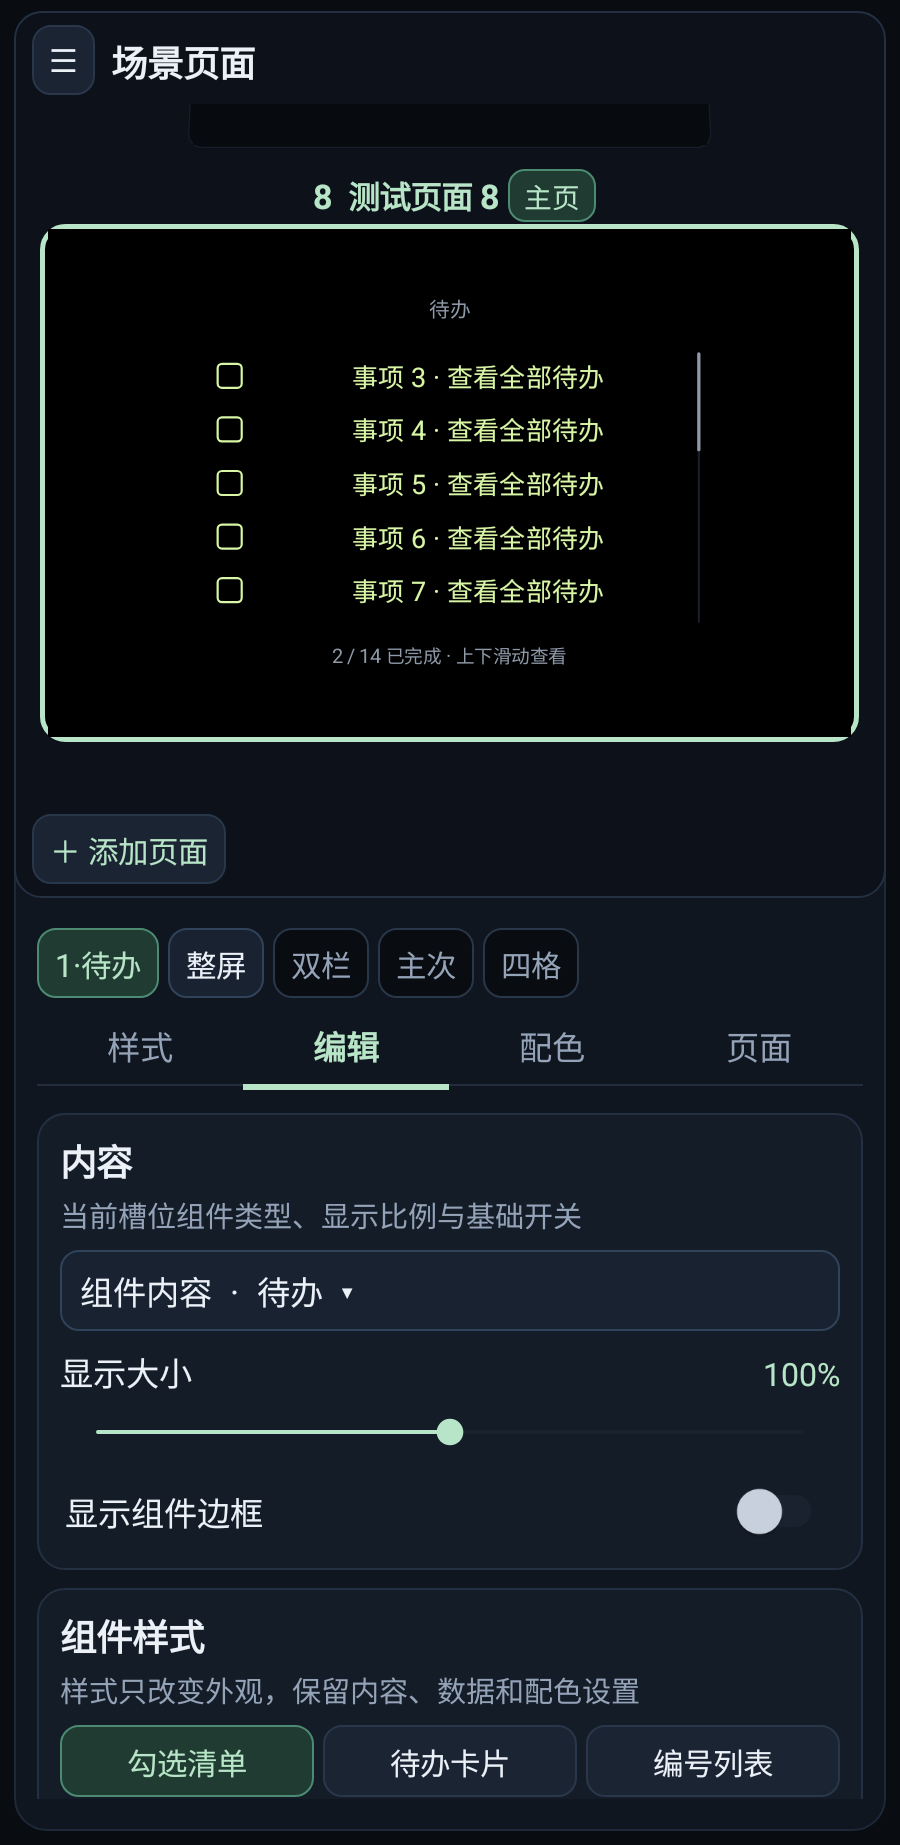 ☰ 场景页面
8 测试页面 8 主页
待办
事项 3 · 查看全部待办
事项 4 · 查看全部待办
事项 5 · 查看全部待办
事项 6 · 查看全部待办
事项 7 · 查看全部待办
2 / 14 已完成 · 上下滑动查看
＋ 添加页面
1·待办 整屏 双栏 主次 四格
样式 编辑 配色 页面
内容
当前槽位组件类型、显示比例与基础开关
组件内容 · 待办 ▾
显示大小 100%
显示组件边框
组件样式
样式只改变外观，保留内容、数据和配色设置
勾选清单 待办卡片 编号列表